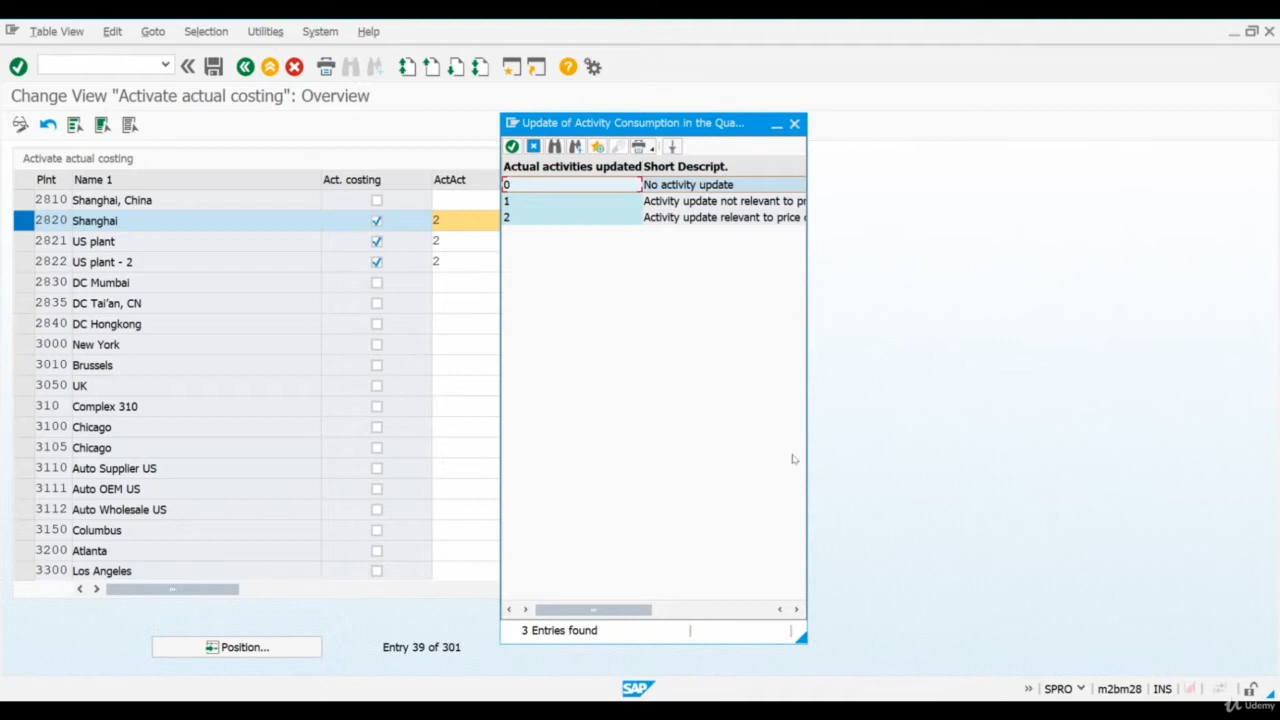 Table View Edit Goto Selection Utilities System Help
Change View "Activate actual costing": Overview
Activate actual costing
Plnt Name 1 Act. costing ActAct
2810 Shanghai, China
2820 Shanghai 2
2821 US plant 2
2822 US plant - 2 2
2830 DC Mumbai
2835 DC Tai'an, CN
2840 DC Hongkong
3000 New York
3010 Brussels
3050 UK
310 Complex 310
3100 Chicago
3105 Chicago
3110 Auto Supplier US
3111 Auto OEM US
3112 Auto Wholesale US
3150 Columbus
3200 Atlanta
3300 Los Angeles
Position... Entry 39 of 301
Update of Activity Consumption in the Qua...
Actual activities updated Short Descript.
0 No activity update
1 Activity update not relevant to pr
2 Activity update relevant to price
3 Entries found
SAP
SPRO m2bm28 INS
Udemy